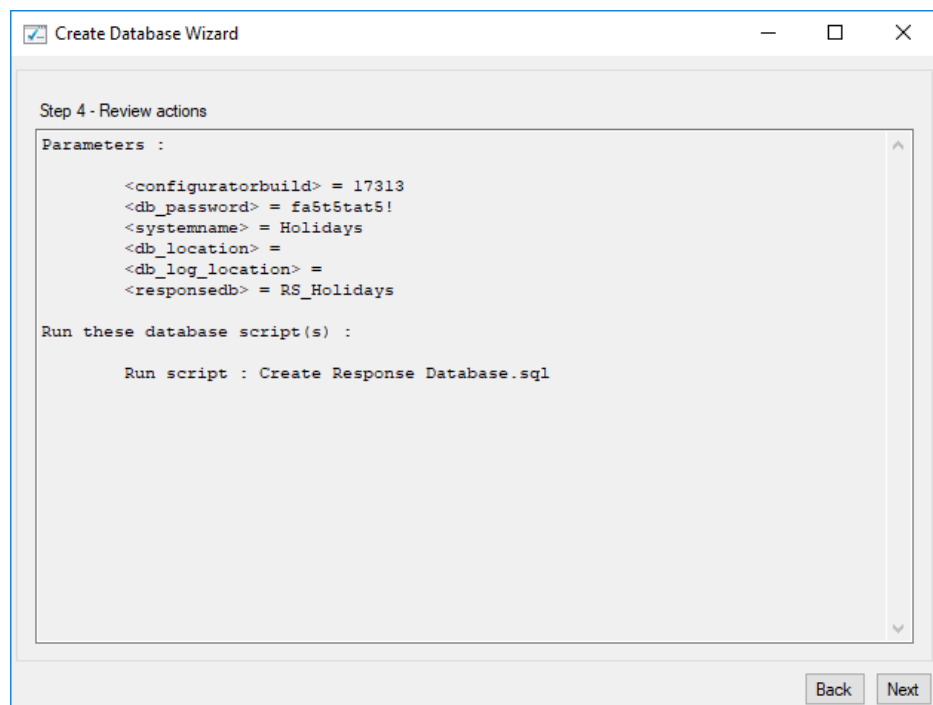 Create Database Wizard
Step 4 - Review actions
Parameters :
<configuratorbuild> = 17313
<db_password> = fa5t5tat5!
<systemname> = Holidays
<db_location> =
<db_log_location> =
<responsedb> = RS_Holidays
Run these database script(s) :
Run script : Create Response Database.sql
Back Next